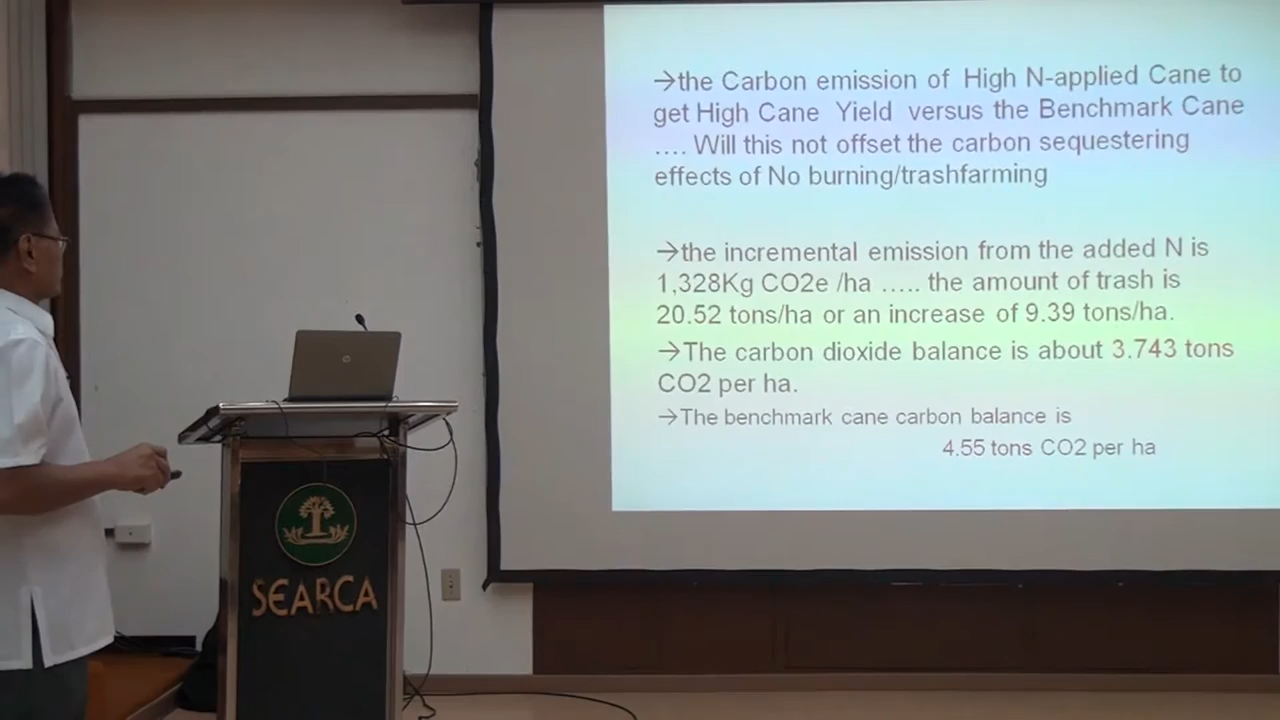 →the Carbon emission of High N-applied Cane to
get High Cane Yield versus the Benchmark Cane
.... Will this not offset the carbon sequestering
effects of No burning/trashfarming
→the incremental emission from the added N is
1,328Kg CO2e /ha ..... the amount of trash is
20.52 tons/ha or an increase of 9.39 tons/ha.
→The carbon dioxide balance is about 3.743 tons
CO2 per ha.
→The benchmark cane carbon balance is
4.55 tons CO2 per ha
SEARCA